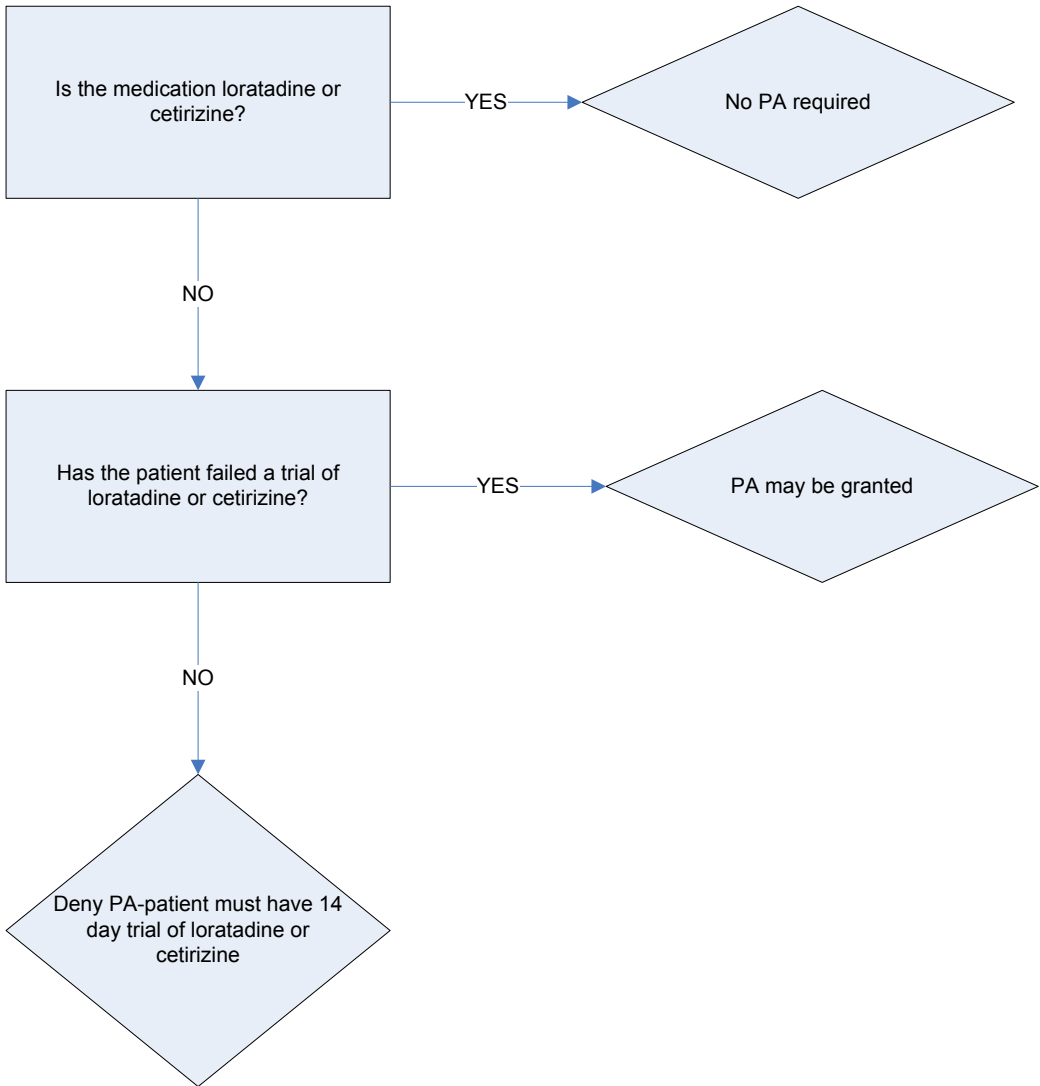 Is the medication loratadine or
cetirizine?
YES
No PA required
NO
Has the patient failed a trial of
loratadine or cetirizine?
YES
PA may be granted
NO
Deny PA-patient must have 14
day trial of loratadine or
cetirizine